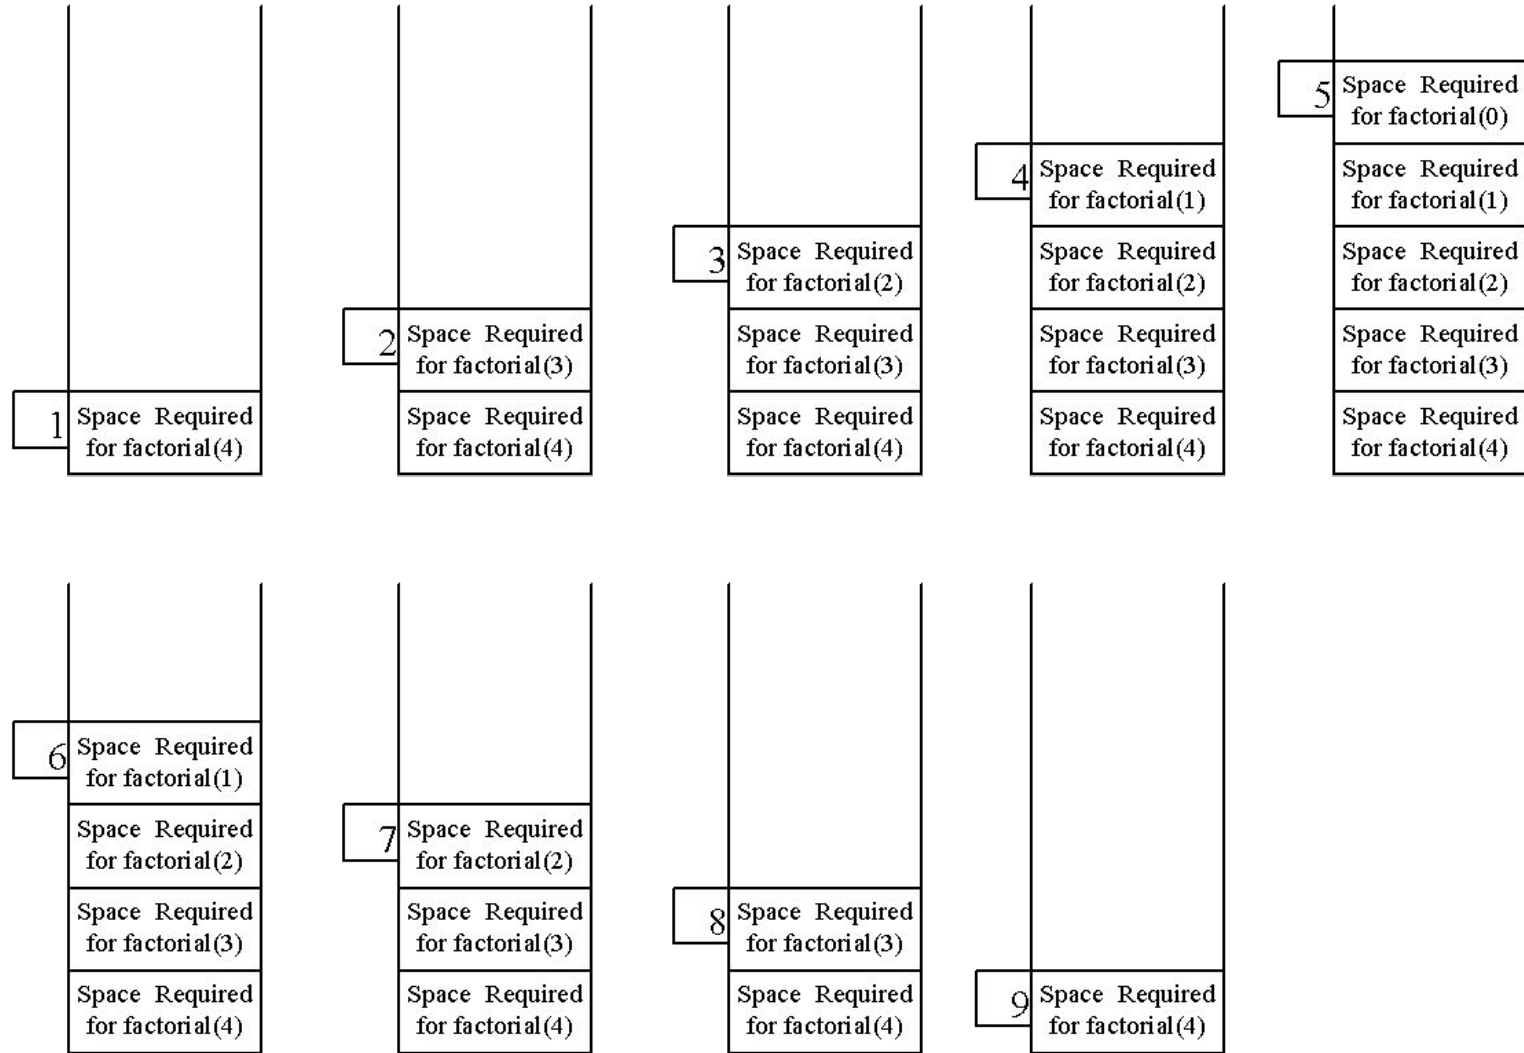 1
Space Required
for factorial(4)
2
Space Required
for factorial(3)
Space Required
for factorial(4)
3
Space Required
for factorial(2)
Space Required
for factorial(3)
Space Required
for factorial(4)
4
Space Required
for factorial(1)
Space Required
for factorial(2)
Space Required
for factorial(3)
Space Required
for factorial(4)
5
Space Required
for factorial(0)
Space Required
for factorial(1)
Space Required
for factorial(2)
Space Required
for factorial(3)
Space Required
for factorial(4)
6
Space Required
for factorial(1)
Space Required
for factorial(2)
Space Required
for factorial(3)
Space Required
for factorial(4)
7
Space Required
for factorial(2)
Space Required
for factorial(3)
Space Required
for factorial(4)
8
Space Required
for factorial(3)
Space Required
for factorial(4)
9
Space Required
for factorial(4)